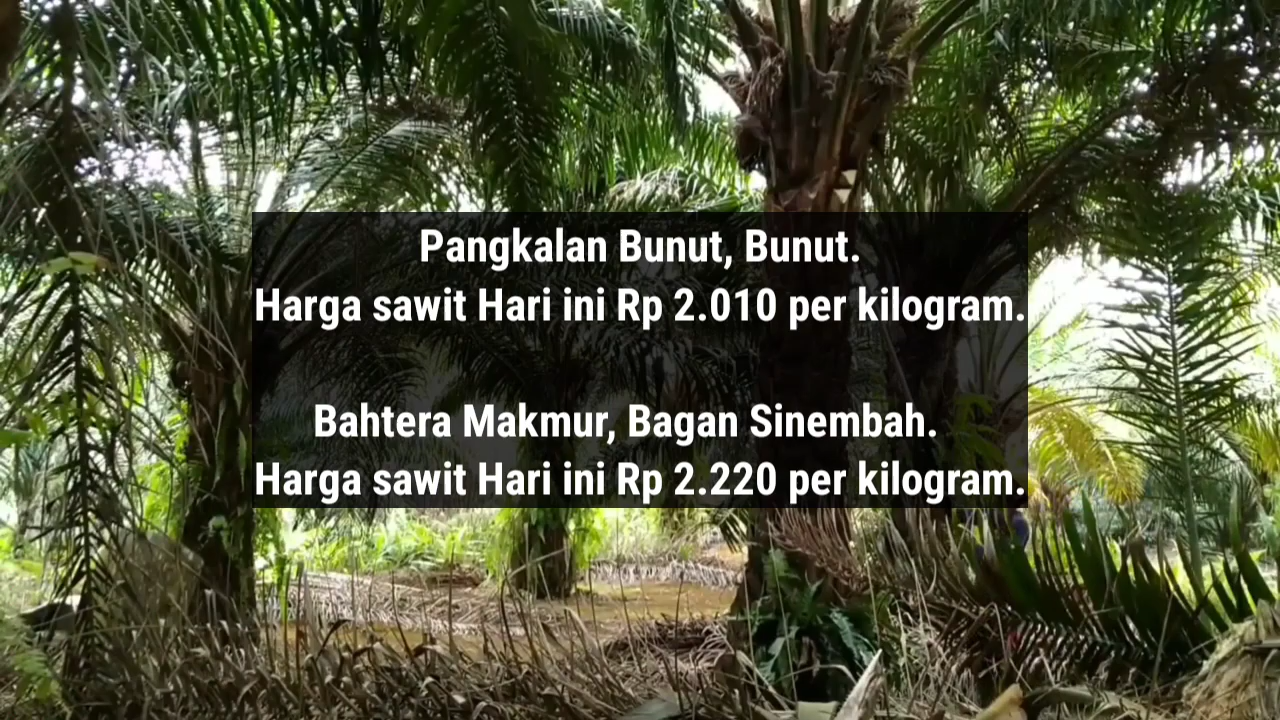 Pangkalan Bunut, Bunut.
Harga sawit Hari ini Rp 2.010 per kilogram.
Bahtera Makmur, Bagan Sinembah.
Harga sawit Hari ini Rp 2.220 per kilogram.